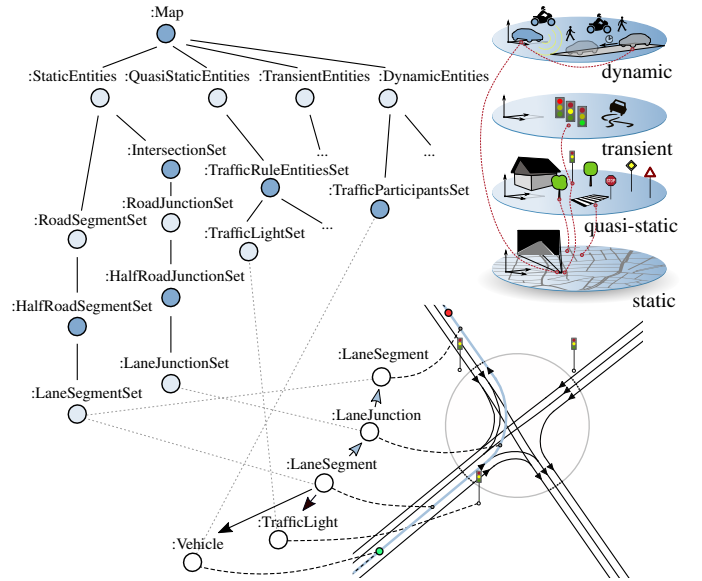 :Map
:StaticEntities
:QuasiStaticEntities
:TransientEntities
:DynamicEntities
dynamic
transient
...
...
:IntersectionSet
:TrafficRuleEntitiesSet
:TrafficParticipantsSet
STOP
:RoadJunctionSet
:RoadSegmentSet
:TrafficLightSet
...
quasi-static
:HalfRoadJunctionSet
:HalfRoadSegmentSet
static
:LaneJunctionSet
:LaneSegmentSet
:LaneSegment
:LaneJunction
:LaneSegment
:TrafficLight
:Vehicle